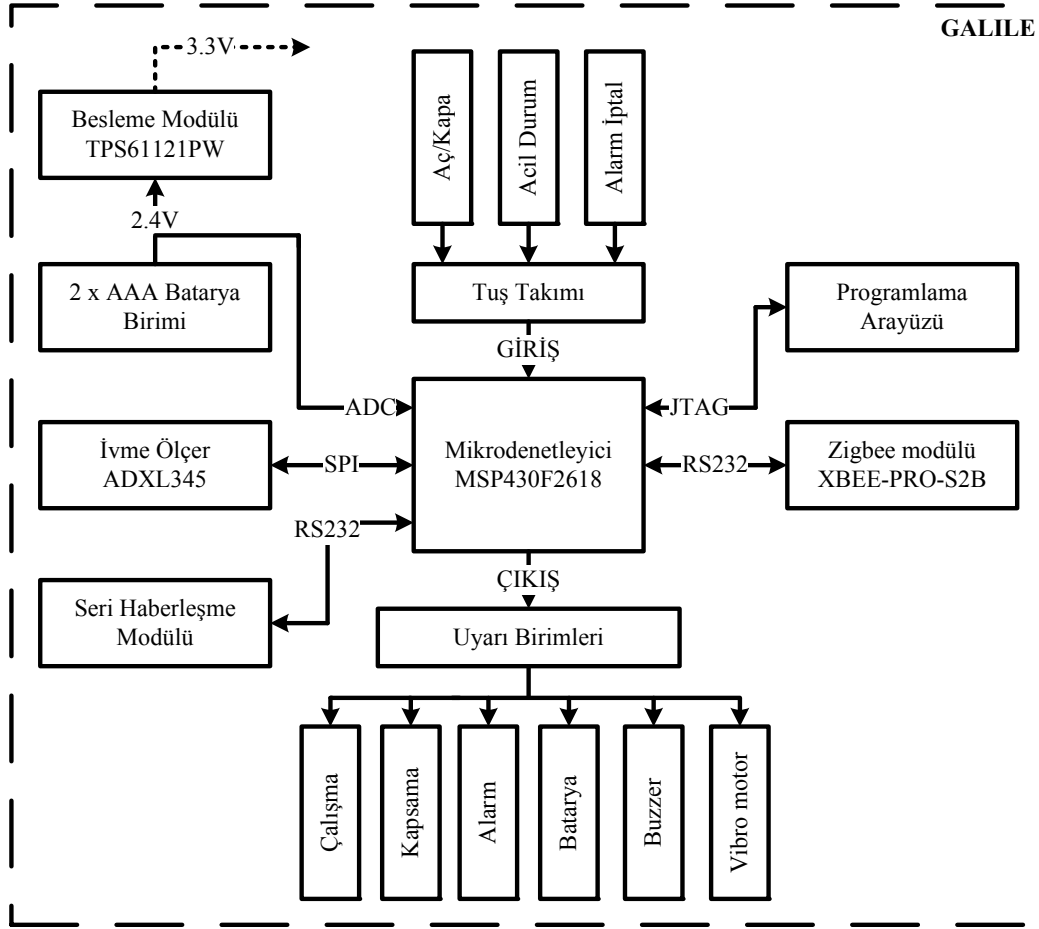 GALILE
3.3V
Besleme Modülü
TPS61121PW
2.4V
2 x AAA Batarya
Birimi
Aç/Kapa
Acil Durum
Alarm İptal
Tuş Takımı
GİRİŞ
Programlama
Arayüzü
ADC
JTAG
İvme Ölçer
ADXL345
SPI
Mikrodenetleyici
MSP430F2618
RS232
Zigbee modülü
XBEE-PRO-S2B
RS232
Seri Haberleşme
Modülü
ÇIKIŞ
Uyarı Birimleri
Çalışma
Kapsama
Alarm
Batarya
Buzzer
Vibro motor